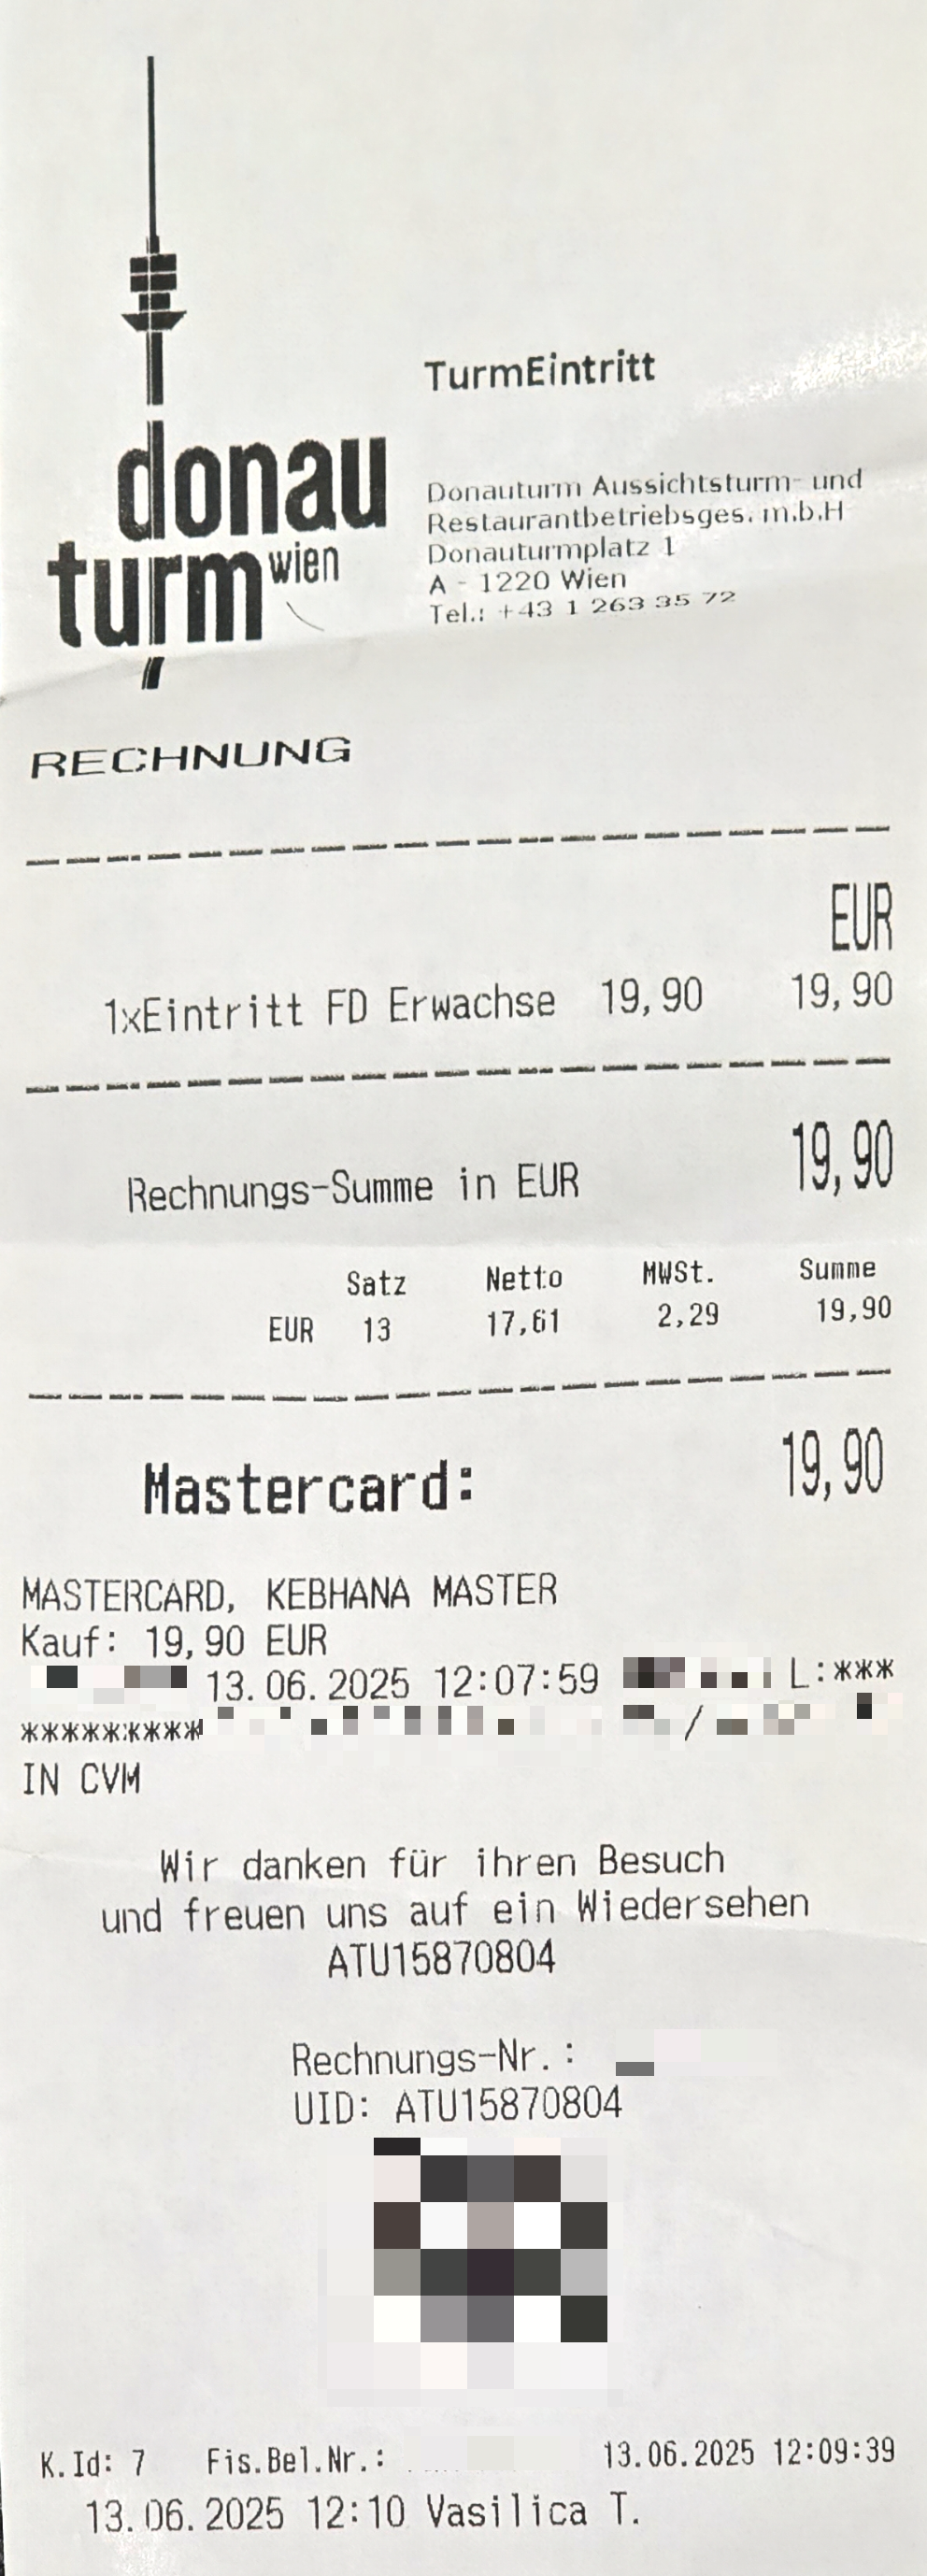 donau
turm wien
TurmEintritt
Donauturm Aussichtsturm- und
Restaurantbetriebsges. m.b.H
Donauturmplatz 1
A - 1220 Wien
Tel.: +43 1 263 35 72
RECHNUNG
EUR
1xEintritt FD Erwachse 19,90 19,90
Rechnungs-Summe in EUR 19,90
Satz Netto MWSt. Summe
EUR 13 17,61 2,29 19,90
Mastercard: 19,90
MASTERCARD, KEBHANA MASTER
Kauf: 19,90 EUR
13.06.2025 12:07:59 L:***
********* /
IN CVM
Wir danken für ihren Besuch
und freuen uns auf ein Wiedersehen
ATU15870804
Rechnungs-Nr.:
UID: ATU15870804
K.Id: 7 Fis.Bel.Nr.: 13.06.2025 12:09:39
13.06.2025 12:10 Vasilica T.